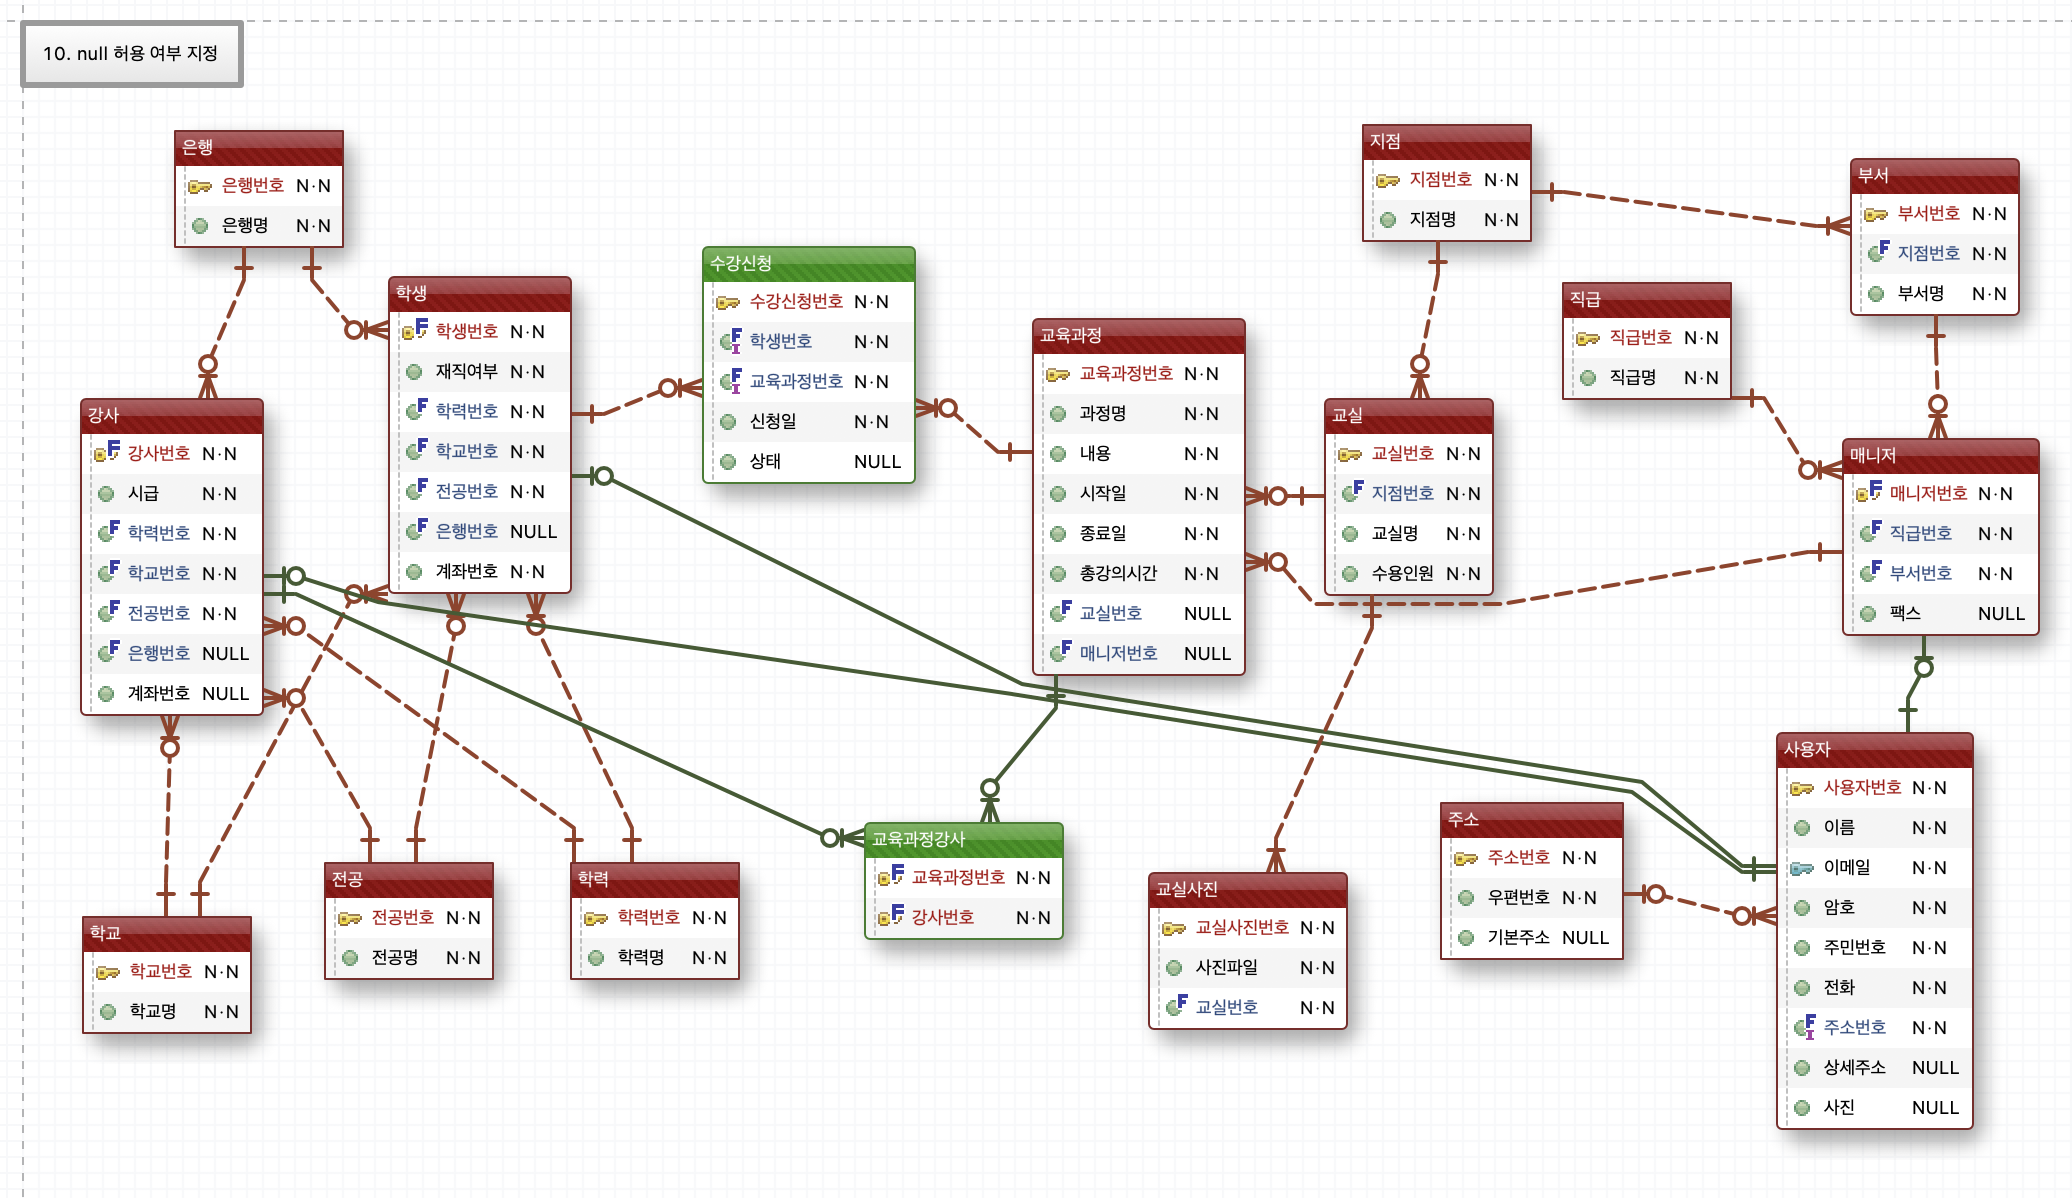 10. null 허용 여부 지정
은행
은행번호 N·N
은행명 N·N
학생
학생번호 N·N
재직여부 N·N
학력번호 N·N
학교번호 N·N
전공번호 N·N
은행번호 NULL
계좌번호 N·N
수강신청
수강신청번호 N·N
학생번호 N·N
교육과정번호 N·N
신청일 N·N
상태 NULL
교육과정
교육과정번호 N·N
과정명 N·N
내용 N·N
시작일 N·N
종료일 N·N
총강의시간 N·N
교실번호 NULL
매니저번호 NULL
지점
지점번호 N·N
지점명 N·N
부서
부서번호 N·N
지점번호 N·N
부서명 N·N
직급
직급번호 N·N
직급명 N·N
강사
강사번호 N·N
시급 N·N
학력번호 N·N
학교번호 N·N
전공번호 N·N
은행번호 NULL
계좌번호 NULL
교실
교실번호 N·N
지점번호 N·N
교실명 N·N
수용인원 N·N
매니저
매니저번호 N·N
직급번호 N·N
부서번호 N·N
팩스 NULL
학교
학교번호 N·N
학교명 N·N
전공
전공번호 N·N
전공명 N·N
학력
학력번호 N·N
학력명 N·N
교육과정강사
교육과정번호 N·N
강사번호 N·N
교실사진
교실사진번호 N·N
사진파일 N·N
교실번호 N·N
주소
주소번호 N·N
우편번호 N·N
기본주소 NULL
사용자
사용자번호 N·N
이름 N·N
이메일 N·N
암호 N·N
주민번호 N·N
전화 N·N
주소번호 N·N
상세주소 NULL
사진 NULL